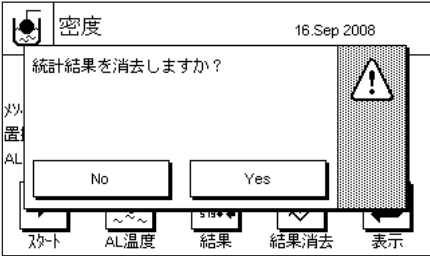 密度
16.Sep 2008
統計結果を消去しますか?
AL
No
Yes
スタート
AL温度
結果
結果消去
表示